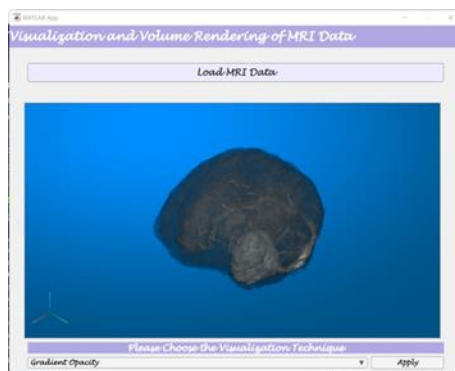 MATLAB App
Visualization and Volume Rendering of MRI Data
Load MRI Data
Please Choose the Visualization Technique
Gradient Opacity
Apply